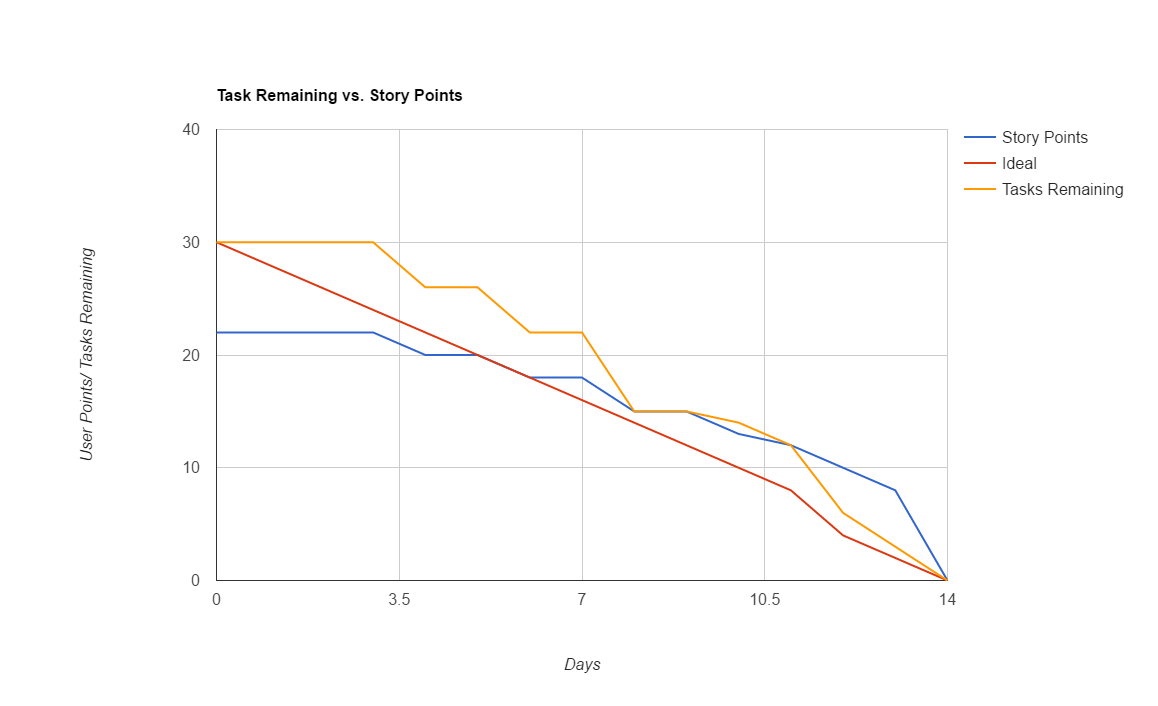 Task Remaining vs. Story Points
40
30
20
10
0
User Points/ Tasks Remaining
0
3.5
7
10.5
14
Days
Story Points
Ideal
Tasks Remaining